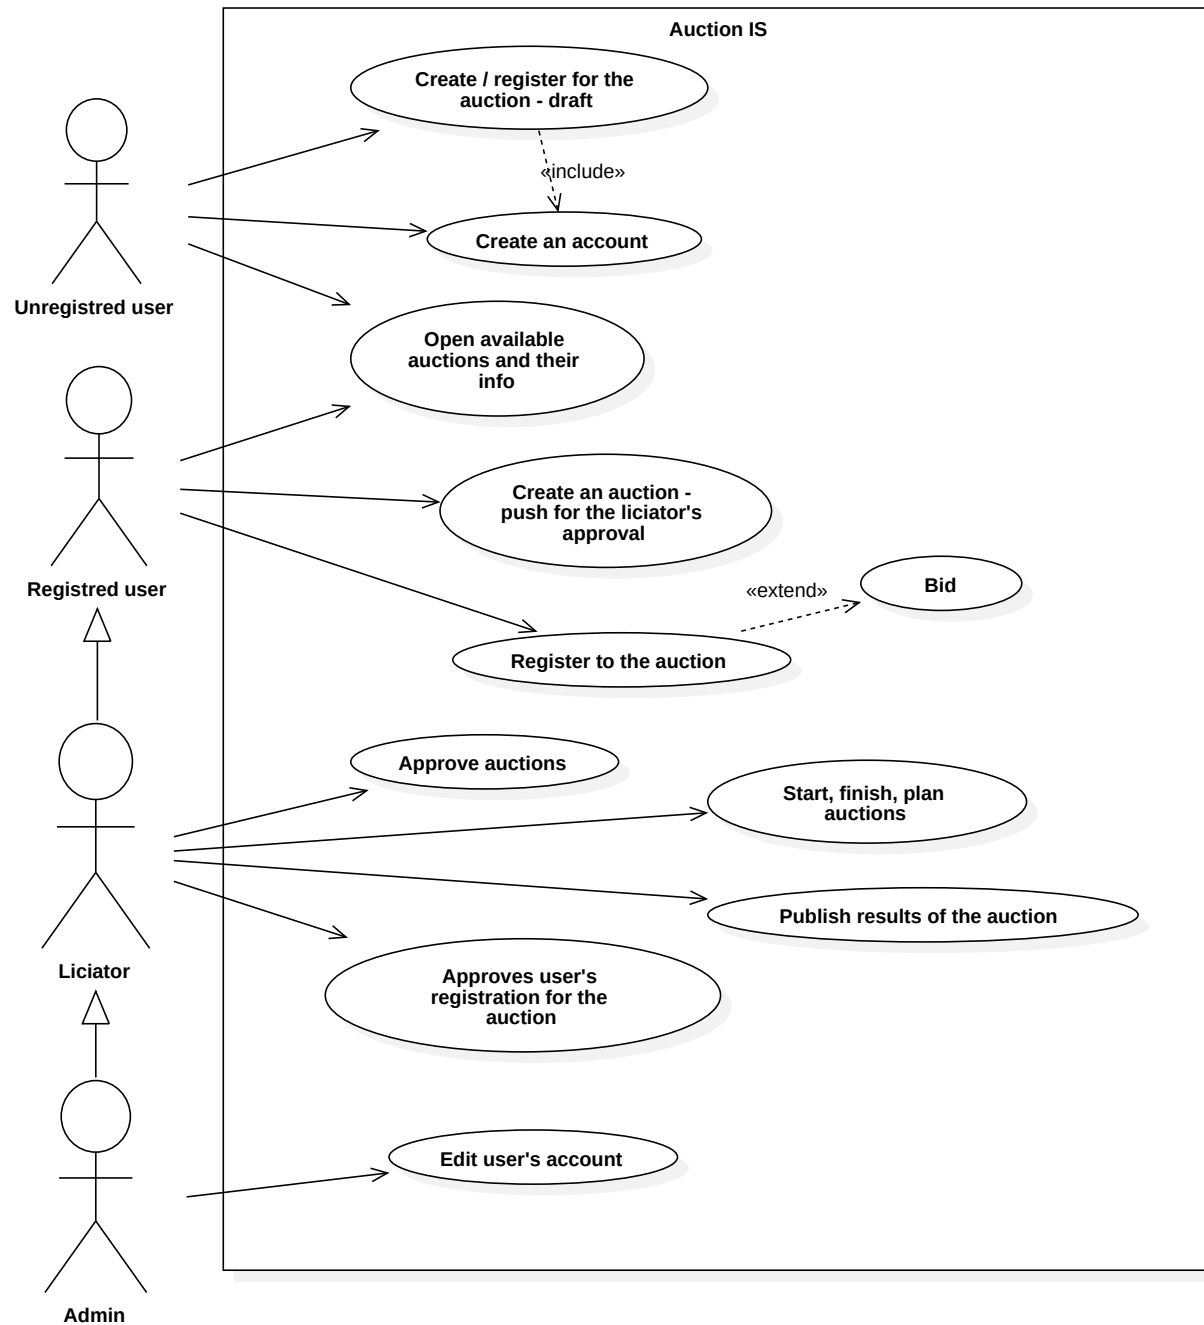 Auction IS
Create / register for the
auction - draft
«include»
Create an account
Unregistred user
Open available
auctions and their
info
Create an auction -
push for the liciator's
approval
Registred user
«extend»
Bid
Register to the auction
Approve auctions
Start, finish, plan
auctions
Publish results of the auction
Liciator
Approves user's
registration for the
auction
Edit user's account
Admin